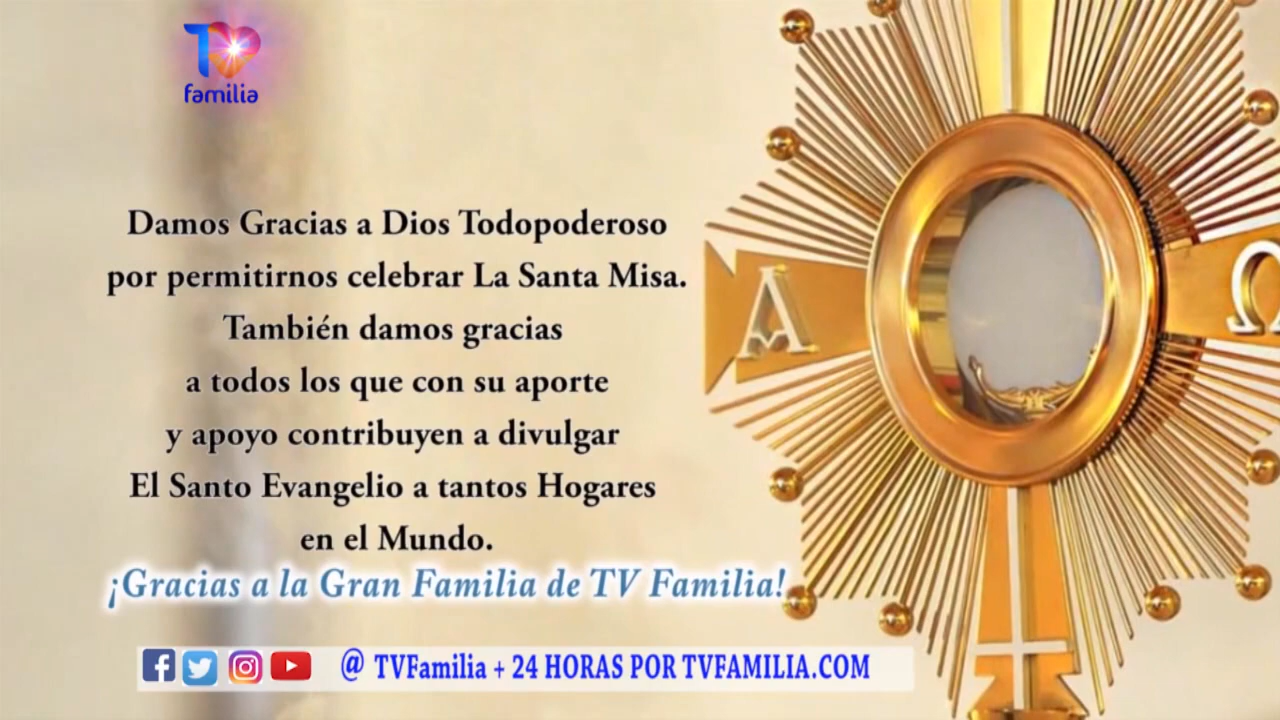 TV
familia
Damos Gracias a Dios Todopoderoso
por permitirnos celebrar La Santa Misa.
También damos gracias
a todos los que con su aporte
y apoyo contribuyen a divulgar
El Santo Evangelio a tantos Hogares
en el Mundo.
¡Gracias a la Gran Familia de TV Familia!
@ TVFamilia + 24 HORAS POR TVFAMILIA.COM
Α Ω